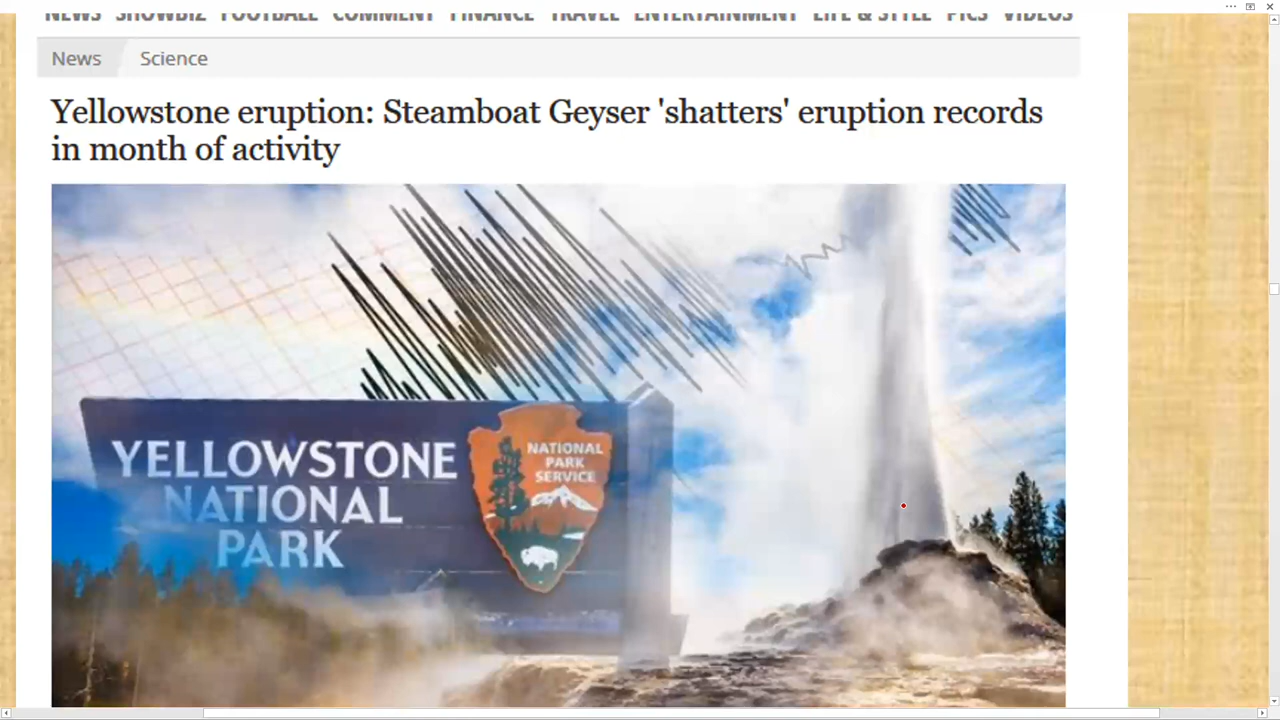 NEWS SHOWBIZ FOOTBALL COMMENT FINANCE TRAVEL ENTERTAINMENT LIFE & STYLE PICS VIDEOS
News Science
Yellowstone eruption: Steamboat Geyser 'shatters' eruption records
in month of activity
YELLOWSTONE
NATIONAL
PARK
NATIONAL
PARK
SERVICE